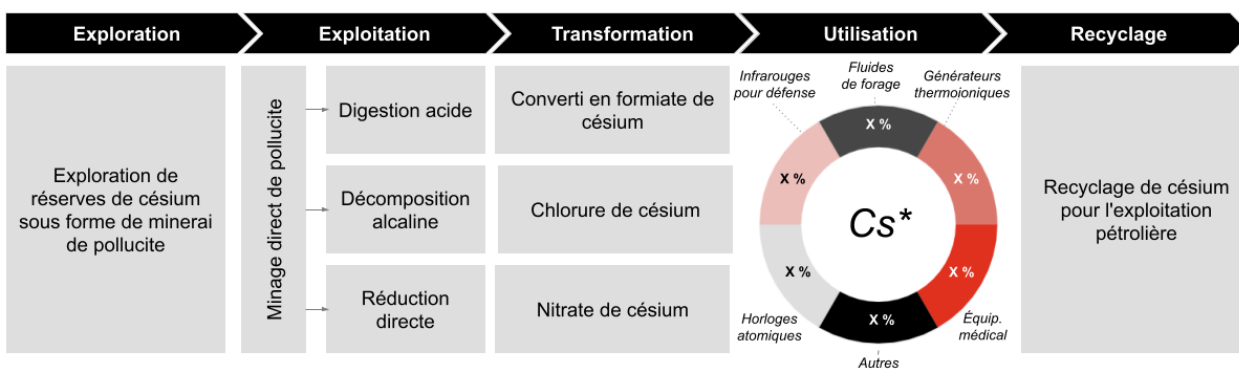 Exploration
Exploitation
Transformation
Utilisation
Recyclage
Exploration de
réserves de césium
sous forme de minerai
de pollucite
Minage direct de pollucite
Digestion acide
Décomposition
alcaline
Réduction
directe
Converti en formiate de
césium
Chlorure de césium
Nitrate de césium
Infrarouges
pour défense
Fluides
de forage
Générateurs
thermoioniques
X %
X %
X %
Cs*
X %
X %
X %
Horloges
atomiques
Autres
Équip.
médical
Recyclage de césium
pour l'exploitation
pétrolière